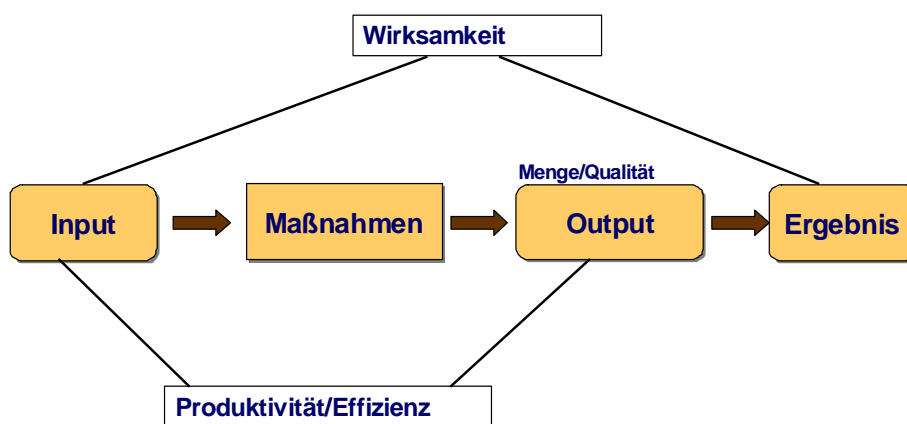 Wirksamkeit
Menge/Qualität
Input
Maßnahmen
Output
Ergebnis
Produktivität/Effizienz